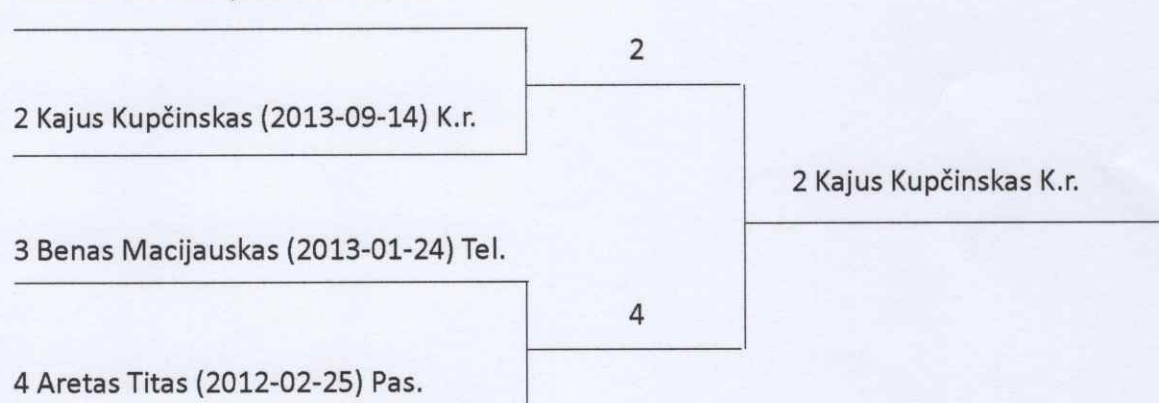 2
2 Kajus Kupčinskas (2013-09-14) K.r.
2 Kajus Kupčinskas K.r.
3 Benas Macijauskas (2013-01-24) Tel.
4
4 Aretas Titas (2012-02-25) Pas.